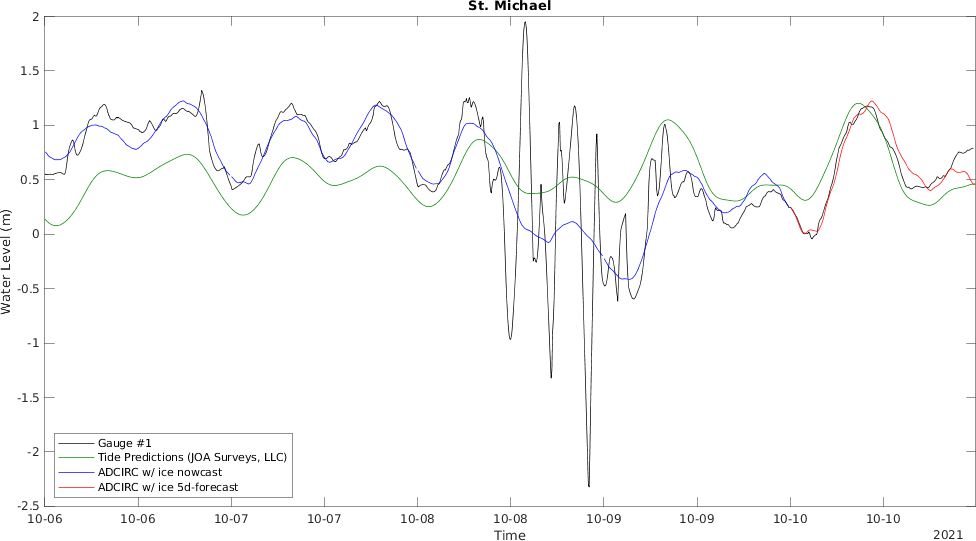 St. Michael
2
1.5
1
0.5
0
-0.5
-1
-1.5
-2
-2.5
Water Level (m)
Gauge #1
Tide Predictions (JOA Surveys, LLC)
ADCIRC w/ ice nowcast
ADCIRC w/ ice 5d-forecast
10-06 10-06 10-07 10-07 10-08 10-08 10-09 10-09 10-10 10-10
Time
2021